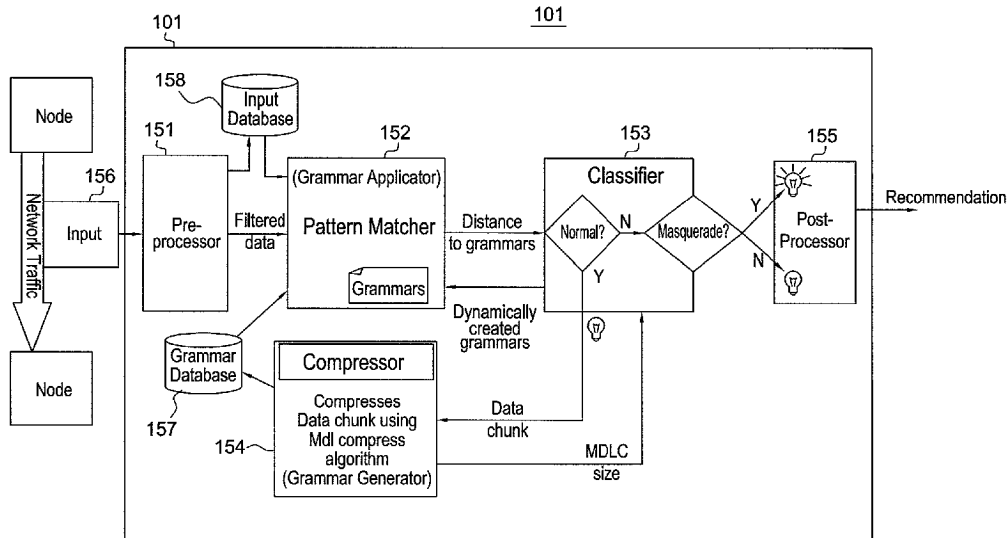 101
101
Node
Network Traffic
Node
156
Input
151
Pre-
processor
158
Input
Database
Filtered
data
152
(Grammar Applicator)
Pattern Matcher
Grammars
Distance
to grammars
Dynamically
created
grammars
153
Classifier
Normal?
N
Y
Masquerade?
Y
N
155
Post-
Processor
Recommendation
Grammar
Database
157
154
Compressor
Compresses
Data chunk using
Mdl compress
algorithm
(Grammar Generator)
Data
chunk
MDLC
size